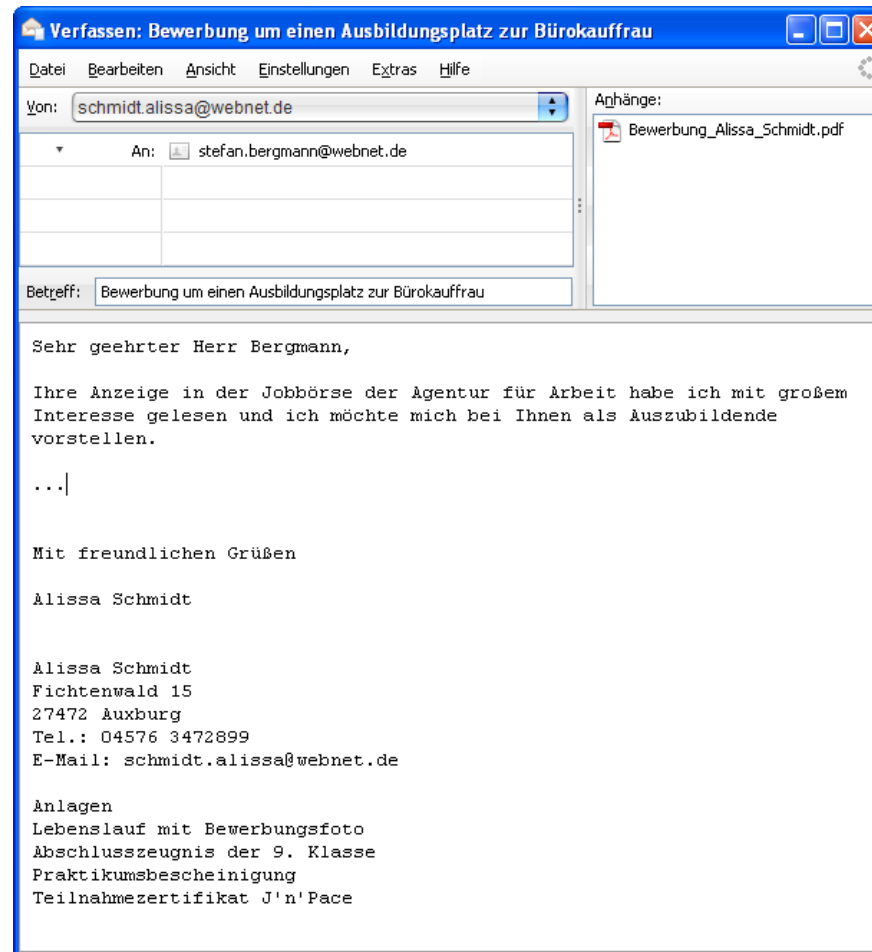 Verfassen: Bewerbung um einen Ausbildungsplatz zur Bürokauffrau
Datei Bearbeiten Ansicht Einstellungen Extras Hilfe
Von: schmidt.alissa@webnet.de
Anhänge:
An: stefan.bergmann@webnet.de
Bewerbung_Alissa_Schmidt.pdf
Betreff: Bewerbung um einen Ausbildungsplatz zur Bürokauffrau
Sehr geehrter Herr Bergmann,
Ihre Anzeige in der Jobbörse der Agentur für Arbeit habe ich mit großem
Interesse gelesen und ich möchte mich bei Ihnen als Auszubildende
vorstellen.
...
Mit freundlichen Grüßen
Alissa Schmidt
Alissa Schmidt
Fichtenwald 15
27472 Auxburg
Tel.: 04576 3472899
E-Mail: schmidt.alissa@webnet.de
Anlagen
Lebenslauf mit Bewerbungsfoto
Abschlusszeugnis der 9. Klasse
Praktikumsbescheinigung
Teilnahmezertifikat J'n'Pace